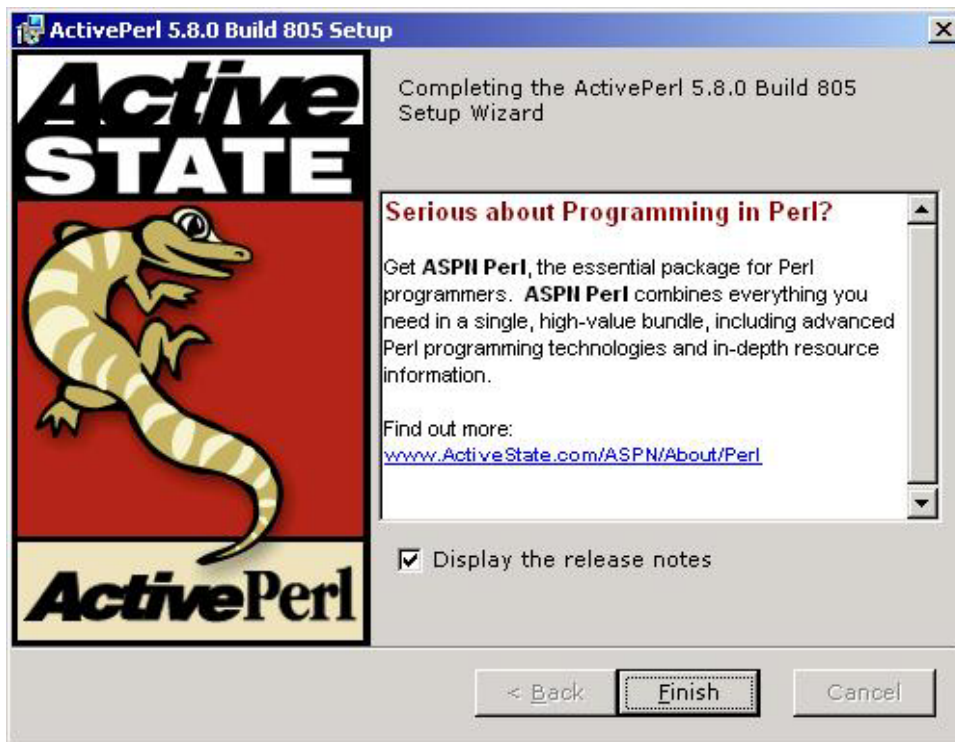 ActivePerl 5.8.0 Build 805 Setup
Active
STATE
ActivePerl
Completing the ActivePerl 5.8.0 Build 805
Setup Wizard
Serious about Programming in Perl?
Get ASPN Perl, the essential package for Perl
programmers. ASPN Perl combines everything you
need in a single, high-value bundle, including advanced
Perl programming technologies and in-depth resource
information.
Find out more:
www.ActiveState.com/ASPN/About/Perl
Display the release notes
< Back
Finish
Cancel